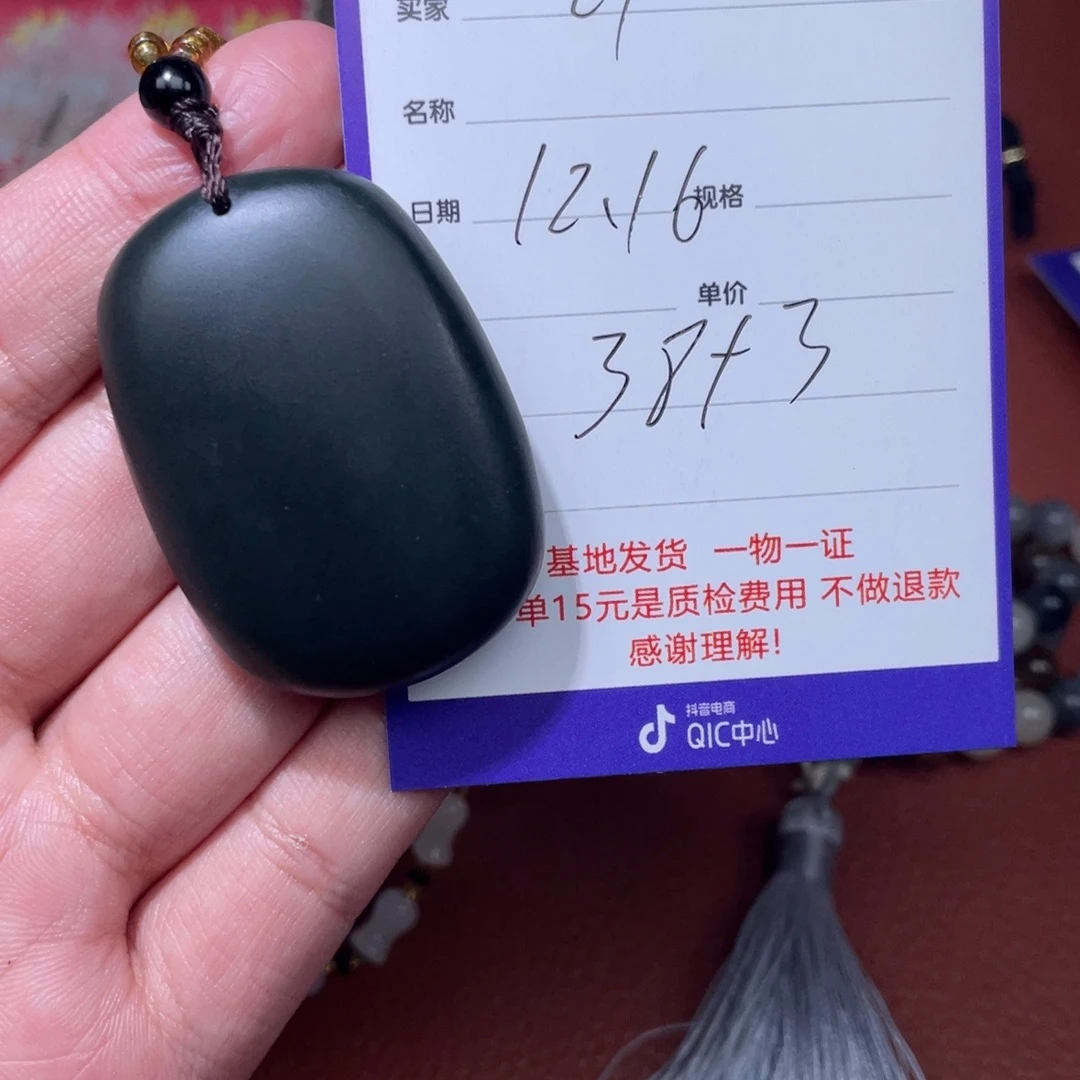 买家
名称
日期 12、16 规格
单价
38+3
基地发货 一物一证
单15元是质检费用 不做退款
感谢理解!
抖音电商
QIC中心